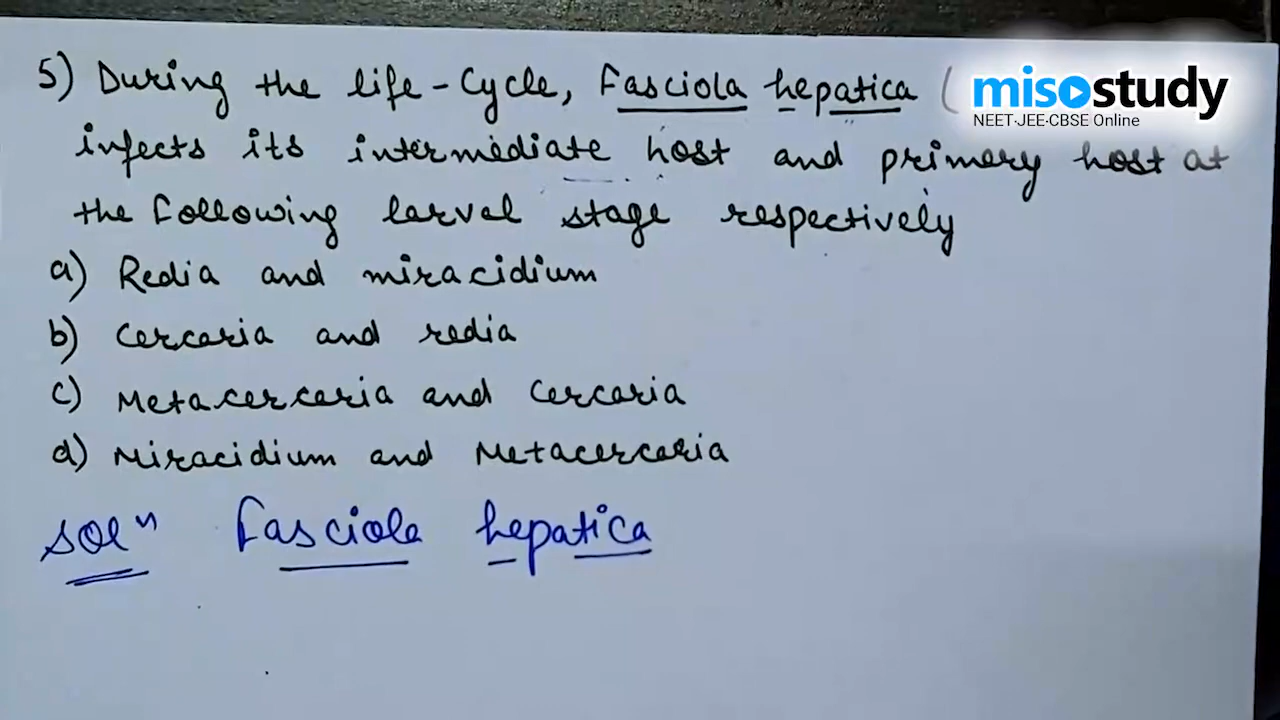 5) During the life-Cycle, Fasciola hepatica (
misostudy
NEET-JEE-CBSE Online
infects its intermediate host and primary host at
the following larval stage respectively
a) Redia and miracidium
b) Cercaria and redia
c) Metacercaria and Cercaria
d) Miracidium and Metacercaria
Solⁿ Fasciola hepatica